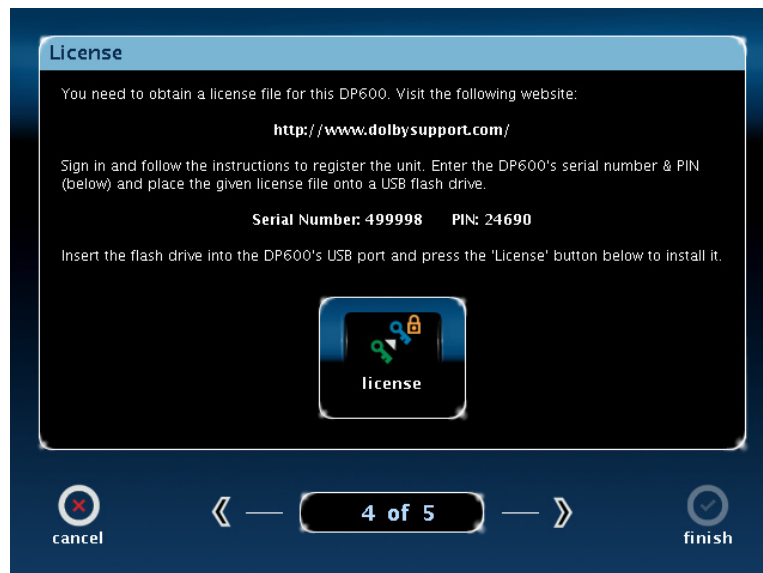 License
You need to obtain a license file for this DP600. Visit the following website:
http://www.dolbysupport.com/
Sign in and follow the instructions to register the unit. Enter the DP600's serial number & PIN
(below) and place the given license file onto a USB flash drive.
Serial Number: 499998 PIN: 24690
Insert the flash drive into the DP600's USB port and press the 'License' button below to install it.
license
4 of 5
cancel
finish